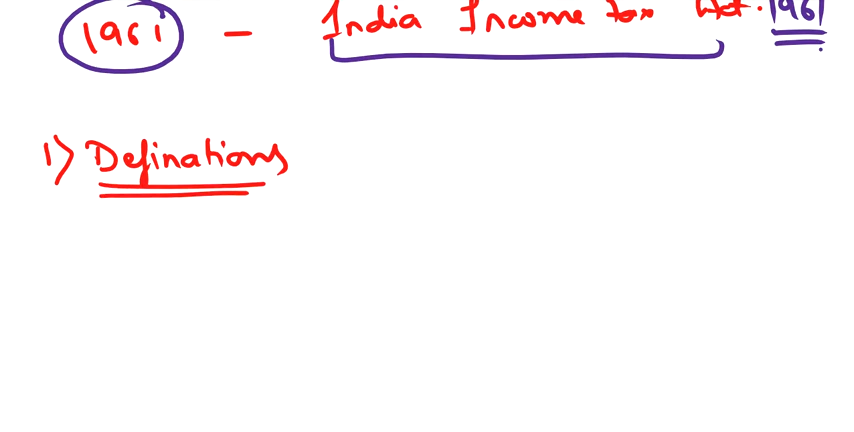 1961 - India Income tax Act. 1961
1) Definations